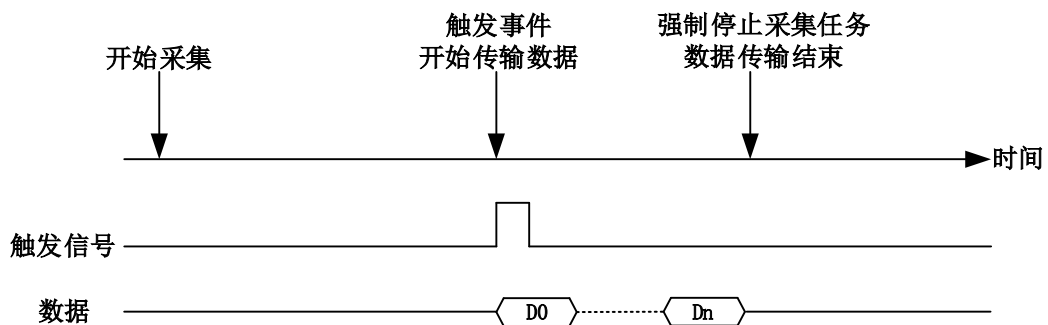 开始采集
触发事件
开始传输数据
强制停止采集任务
数据传输结束
时间
触发信号
数据
D0
Dn